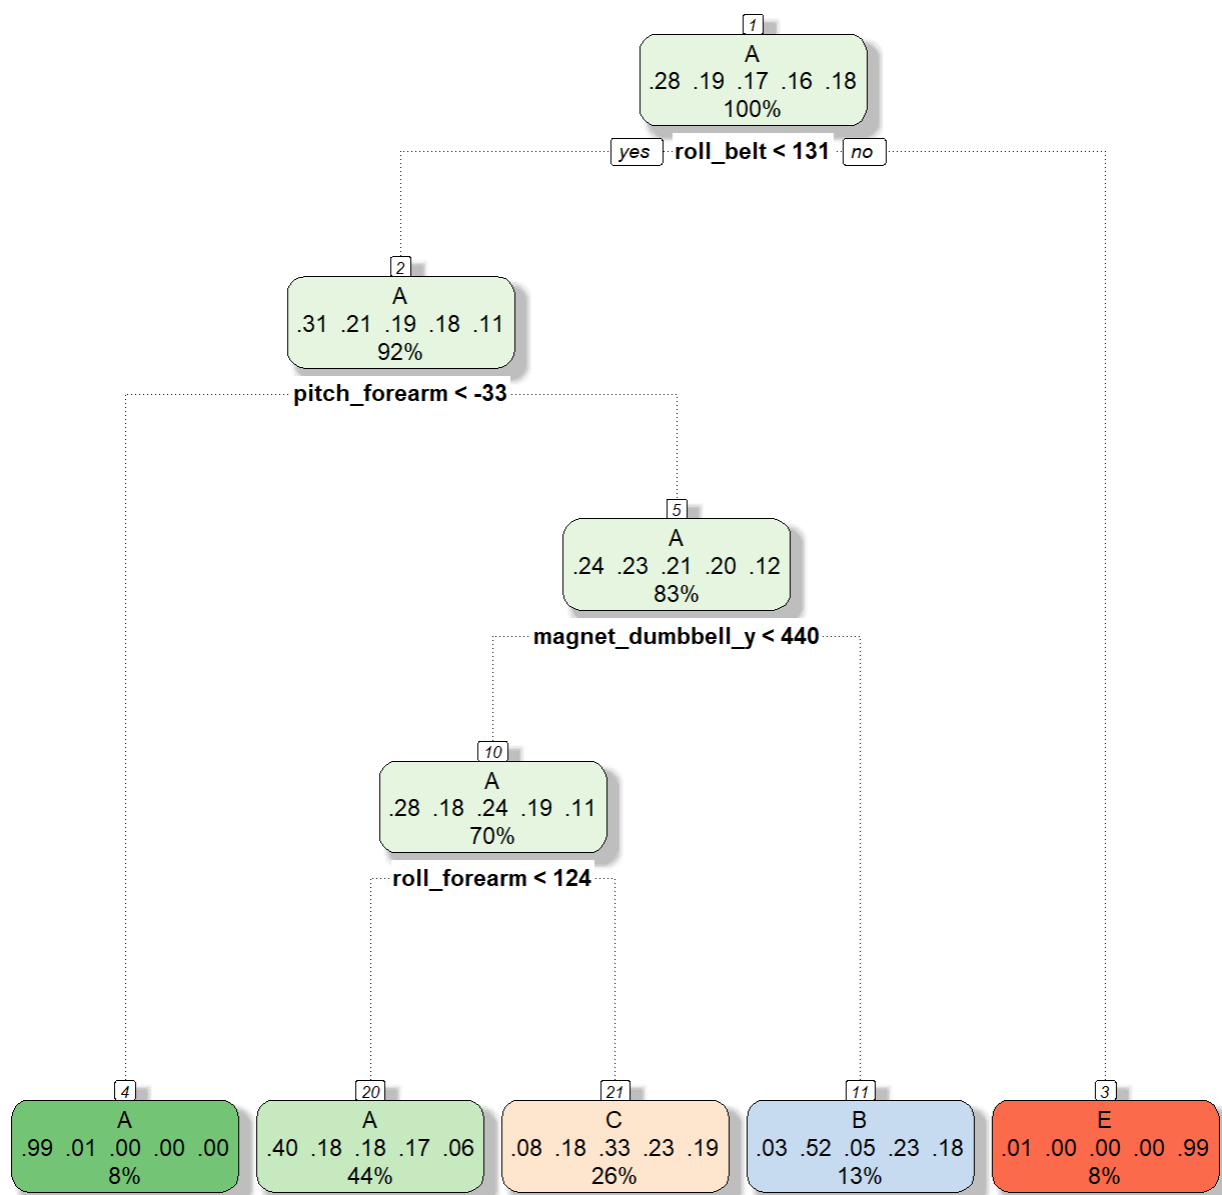 1
A
.28 .19 .17 .16 .18
100%
yes roll_belt < 131 no
2
A
.31 .21 .19 .18 .11
92%
pitch_forearm < -33
5
A
.24 .23 .21 .20 .12
83%
magnet_dumbbell_y < 440
10
A
.28 .18 .24 .19 .11
70%
roll_forearm < 124
4
A
.99 .01 .00 .00 .00
8%
20
A
.40 .18 .18 .17 .06
44%
21
C
.08 .18 .33 .23 .19
26%
11
B
.03 .52 .05 .23 .18
13%
3
E
.01 .00 .00 .00 .99
8%